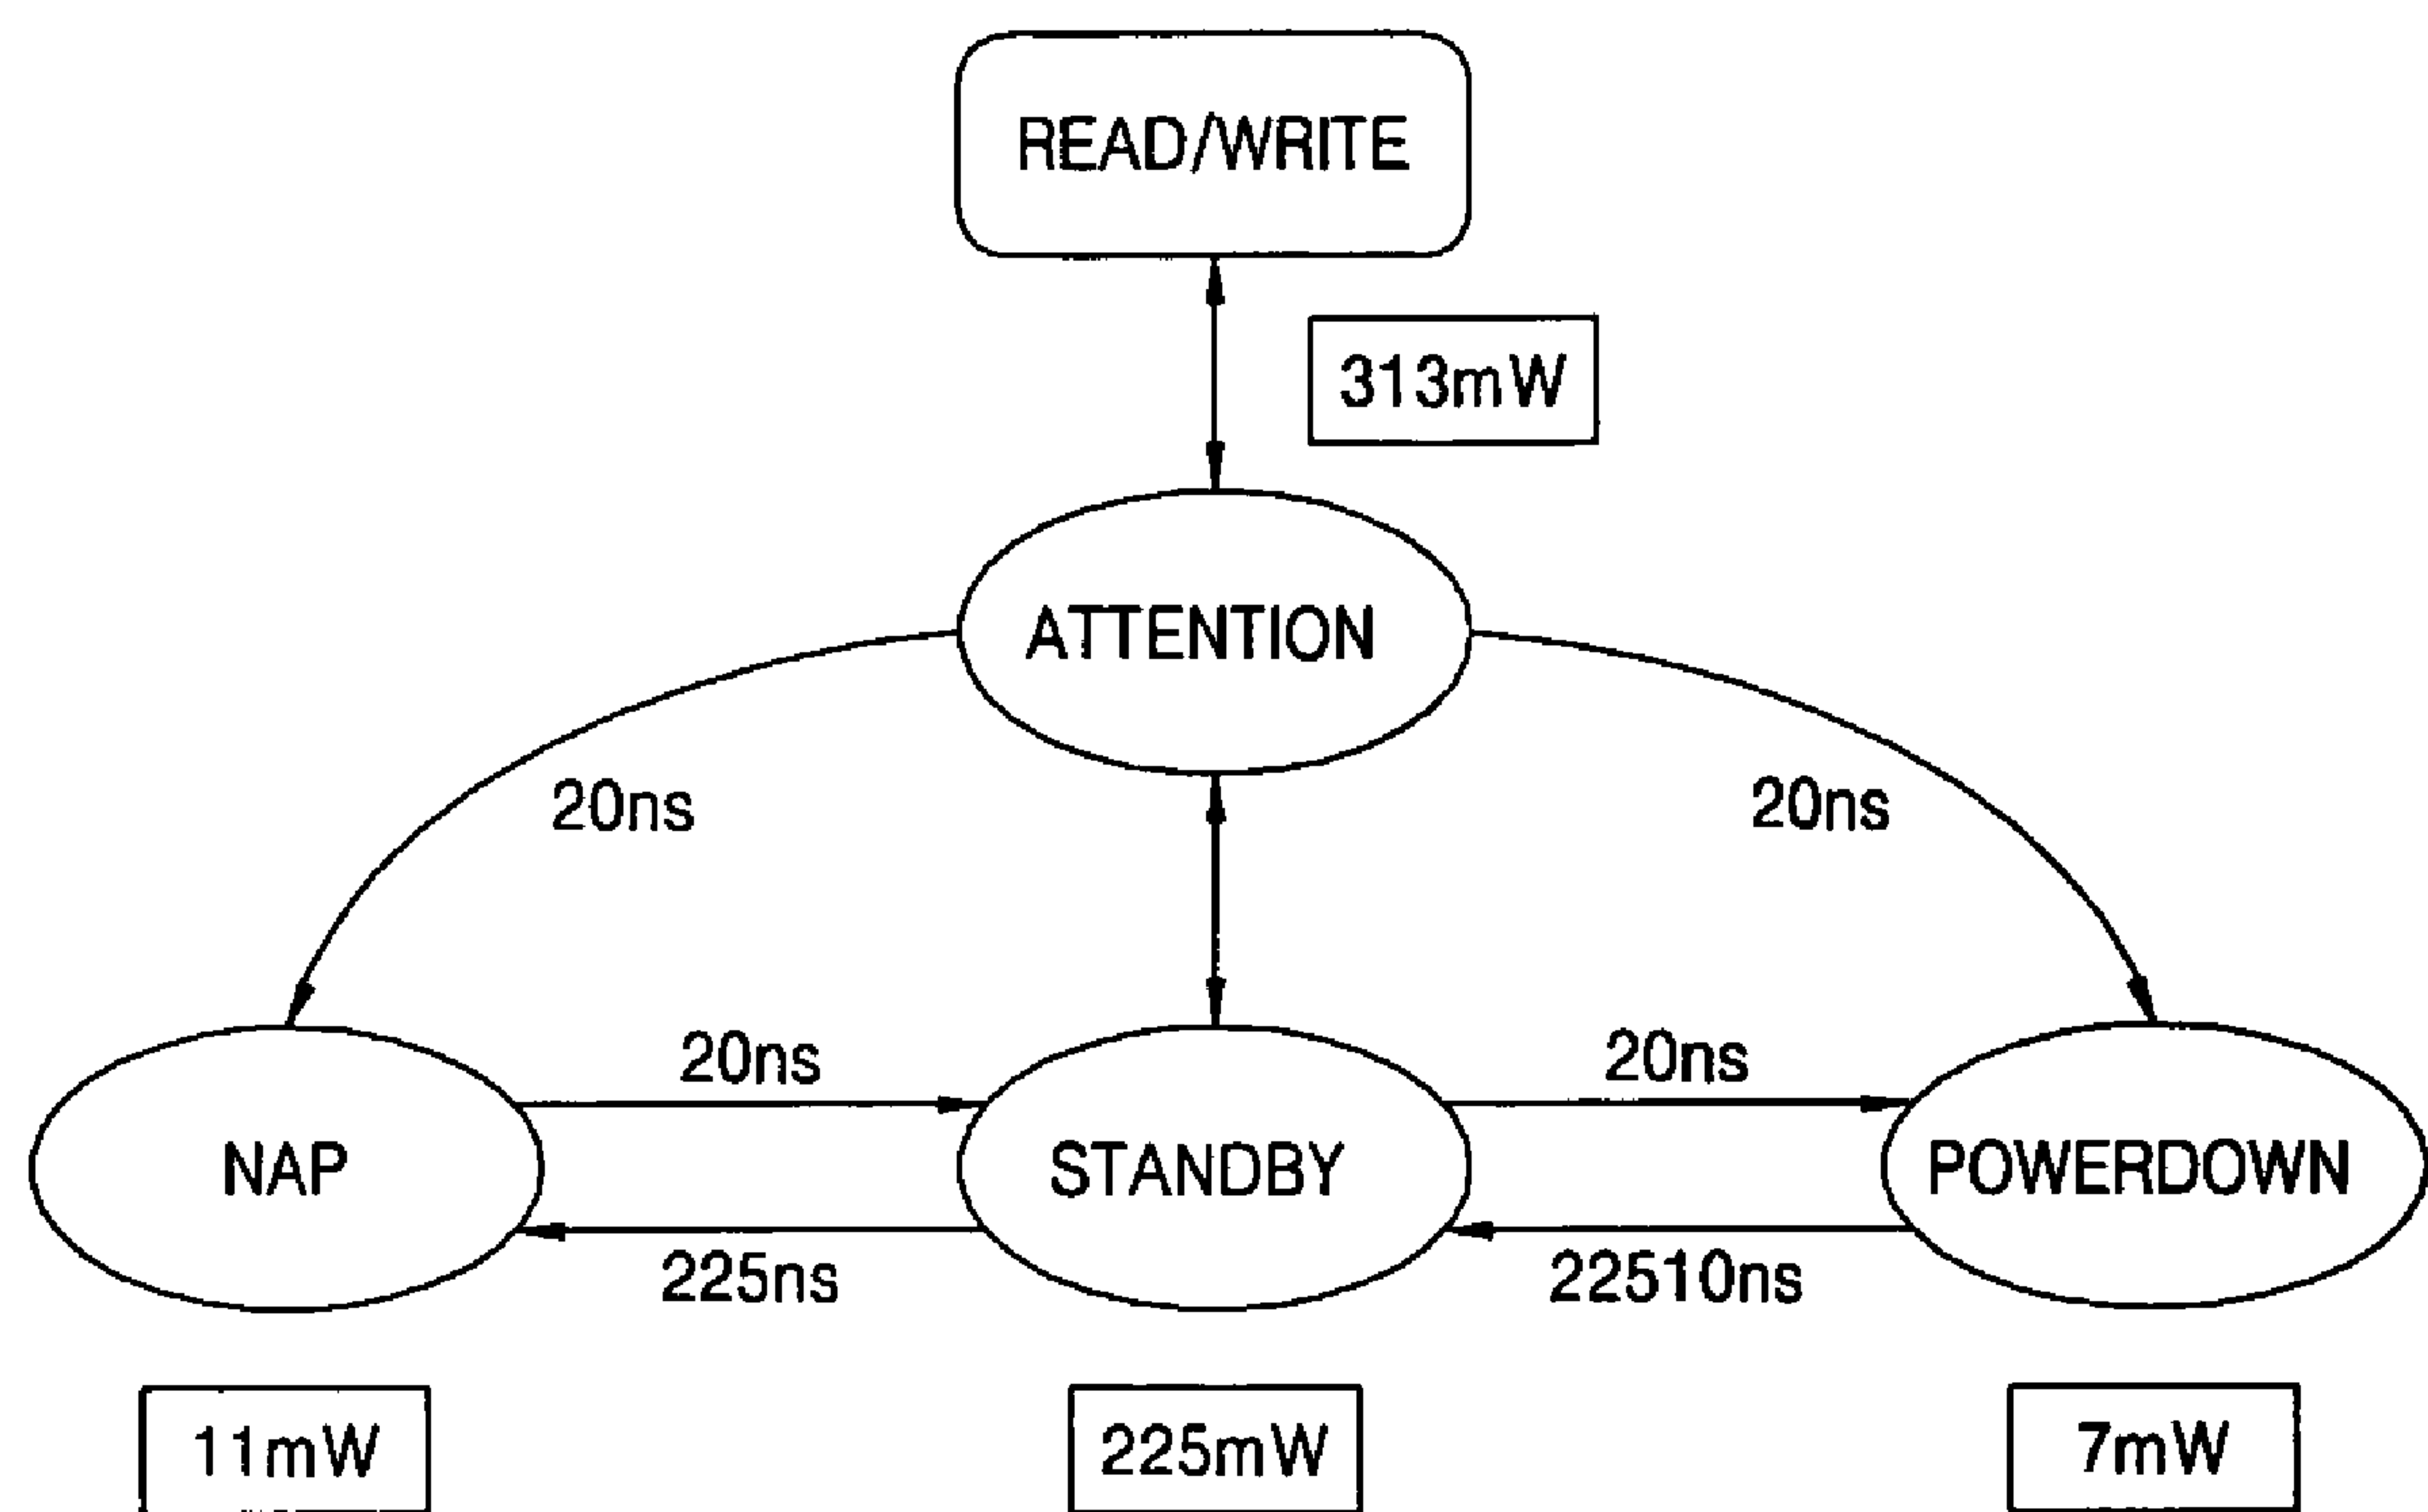 READ/WRITE
313mW
ATTENTION
20ns
20ns
20ns
20ns
NAP
STANDBY
POWERDOWN
225ns
22510ns
11mW
225mW
7mW